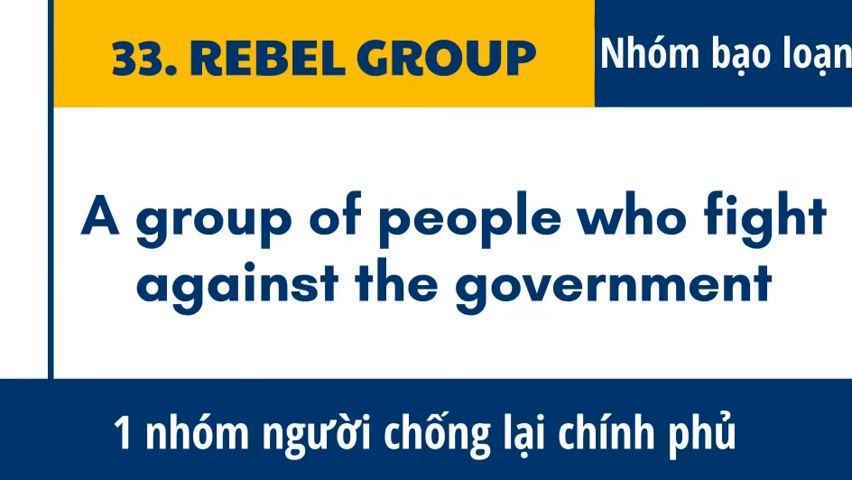 33. REBEL GROUP
Nhóm bạo loạn
A group of people who fight
against the government
1 nhóm người chống lại chính phủ